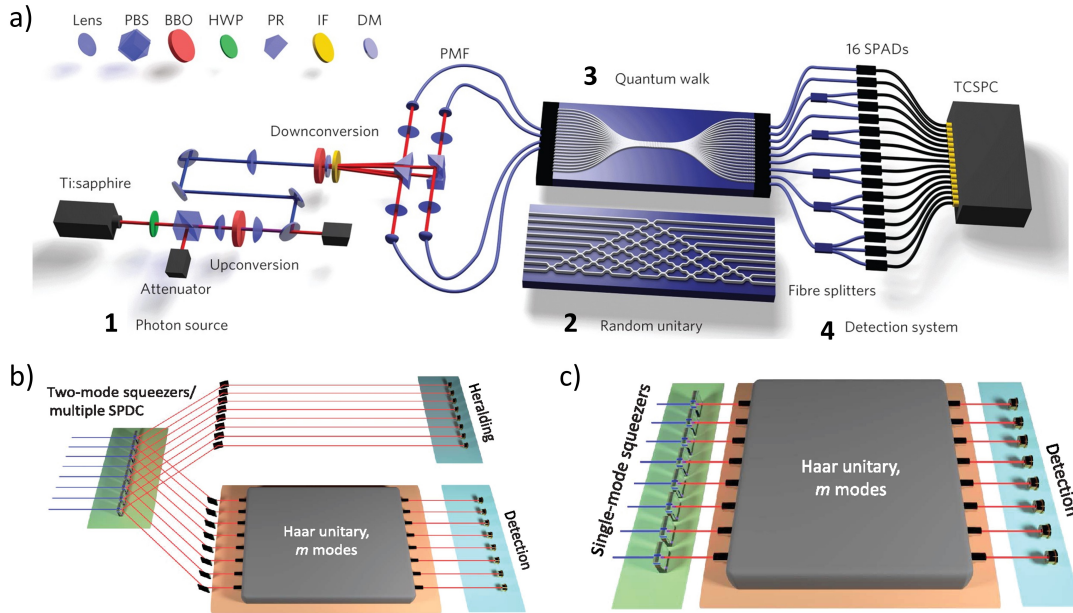 a)
Lens PBS BBO HWP PR IF DM
PMF
16 SPADs
3 Quantum walk
TCSPC
Downconversion
Ti:sapphire
Upconversion
Attenuator
Fibre splitters
1 Photon source
2 Random unitary
4 Detection system
b)
Two-mode squeezers/
multiple SPDC
Heralding
Haar unitary,
m modes
Detection
c)
Single-mode squeezers
Haar unitary,
m modes
Detection